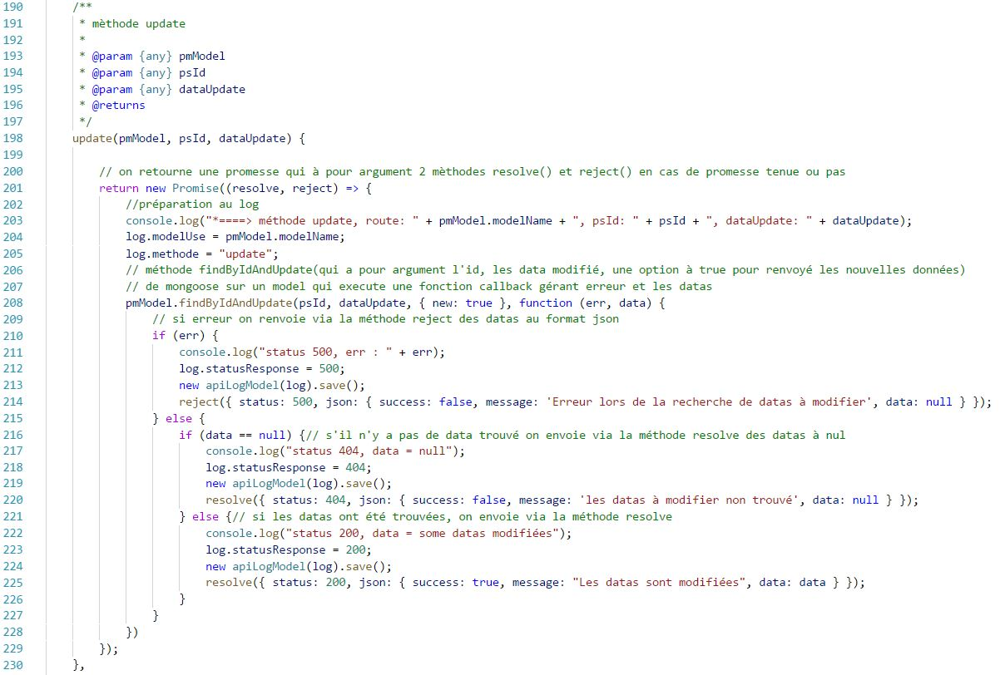 190 /**
191 * mèthode update
192 *
193 * @param {any} pmModel
194 * @param {any} psId
195 * @param {any} dataUpdate
196 * @returns
197 */
198 update(pmModel, psId, dataUpdate) {
199
200 // on retourne une promesse qui à pour argument 2 mèthodes resolve() et reject() en cas de promesse tenue ou pas
201 return new Promise((resolve, reject) => {
202 //préparation au log
203 console.log("*====> méthode update, route: " + pmModel.modelName + ", psId: " + psId + ", dataUpdate: " + dataUpdate);
204 log.modelUse = pmModel.modelName;
205 log.methode = "update";
206 // méthode findByIdAndUpdate(qui a pour argument l'id, les data modifié, une option à true pour renvoyé les nouvelles données)
207 // de mongoose sur un model qui execute une fonction callback gérant erreur et les datas
208 pmModel.findByIdAndUpdate(psId, dataUpdate, { new: true }, function (err, data) {
209 // si erreur on renvoie via la méthode reject des datas au format json
210 if (err) {
211 console.log("status 500, err : " + err);
212 log.statusResponse = 500;
213 new apiLogModel(log).save();
214 reject({ status: 500, json: { success: false, message: 'Erreur lors de la recherche de datas à modifier', data: null } });
215 } else {
216 if (data == null) {// s'il n'y a pas de data trouvé on envoie via la méthode resolve des datas à nul
217 console.log("status 404, data = null");
218 log.statusResponse = 404;
219 new apiLogModel(log).save();
220 resolve({ status: 404, json: { success: false, message: 'les datas à modifier non trouvé', data: null } });
221 } else {// si les datas ont été trouvées, on envoie via la méthode resolve
222 console.log("status 200, data = some datas modifiées");
223 log.statusResponse = 200;
224 new apiLogModel(log).save();
225 resolve({ status: 200, json: { success: true, message: "Les datas sont modifiées", data: data } });
226 }
227 }
228 })
229 });
230 },